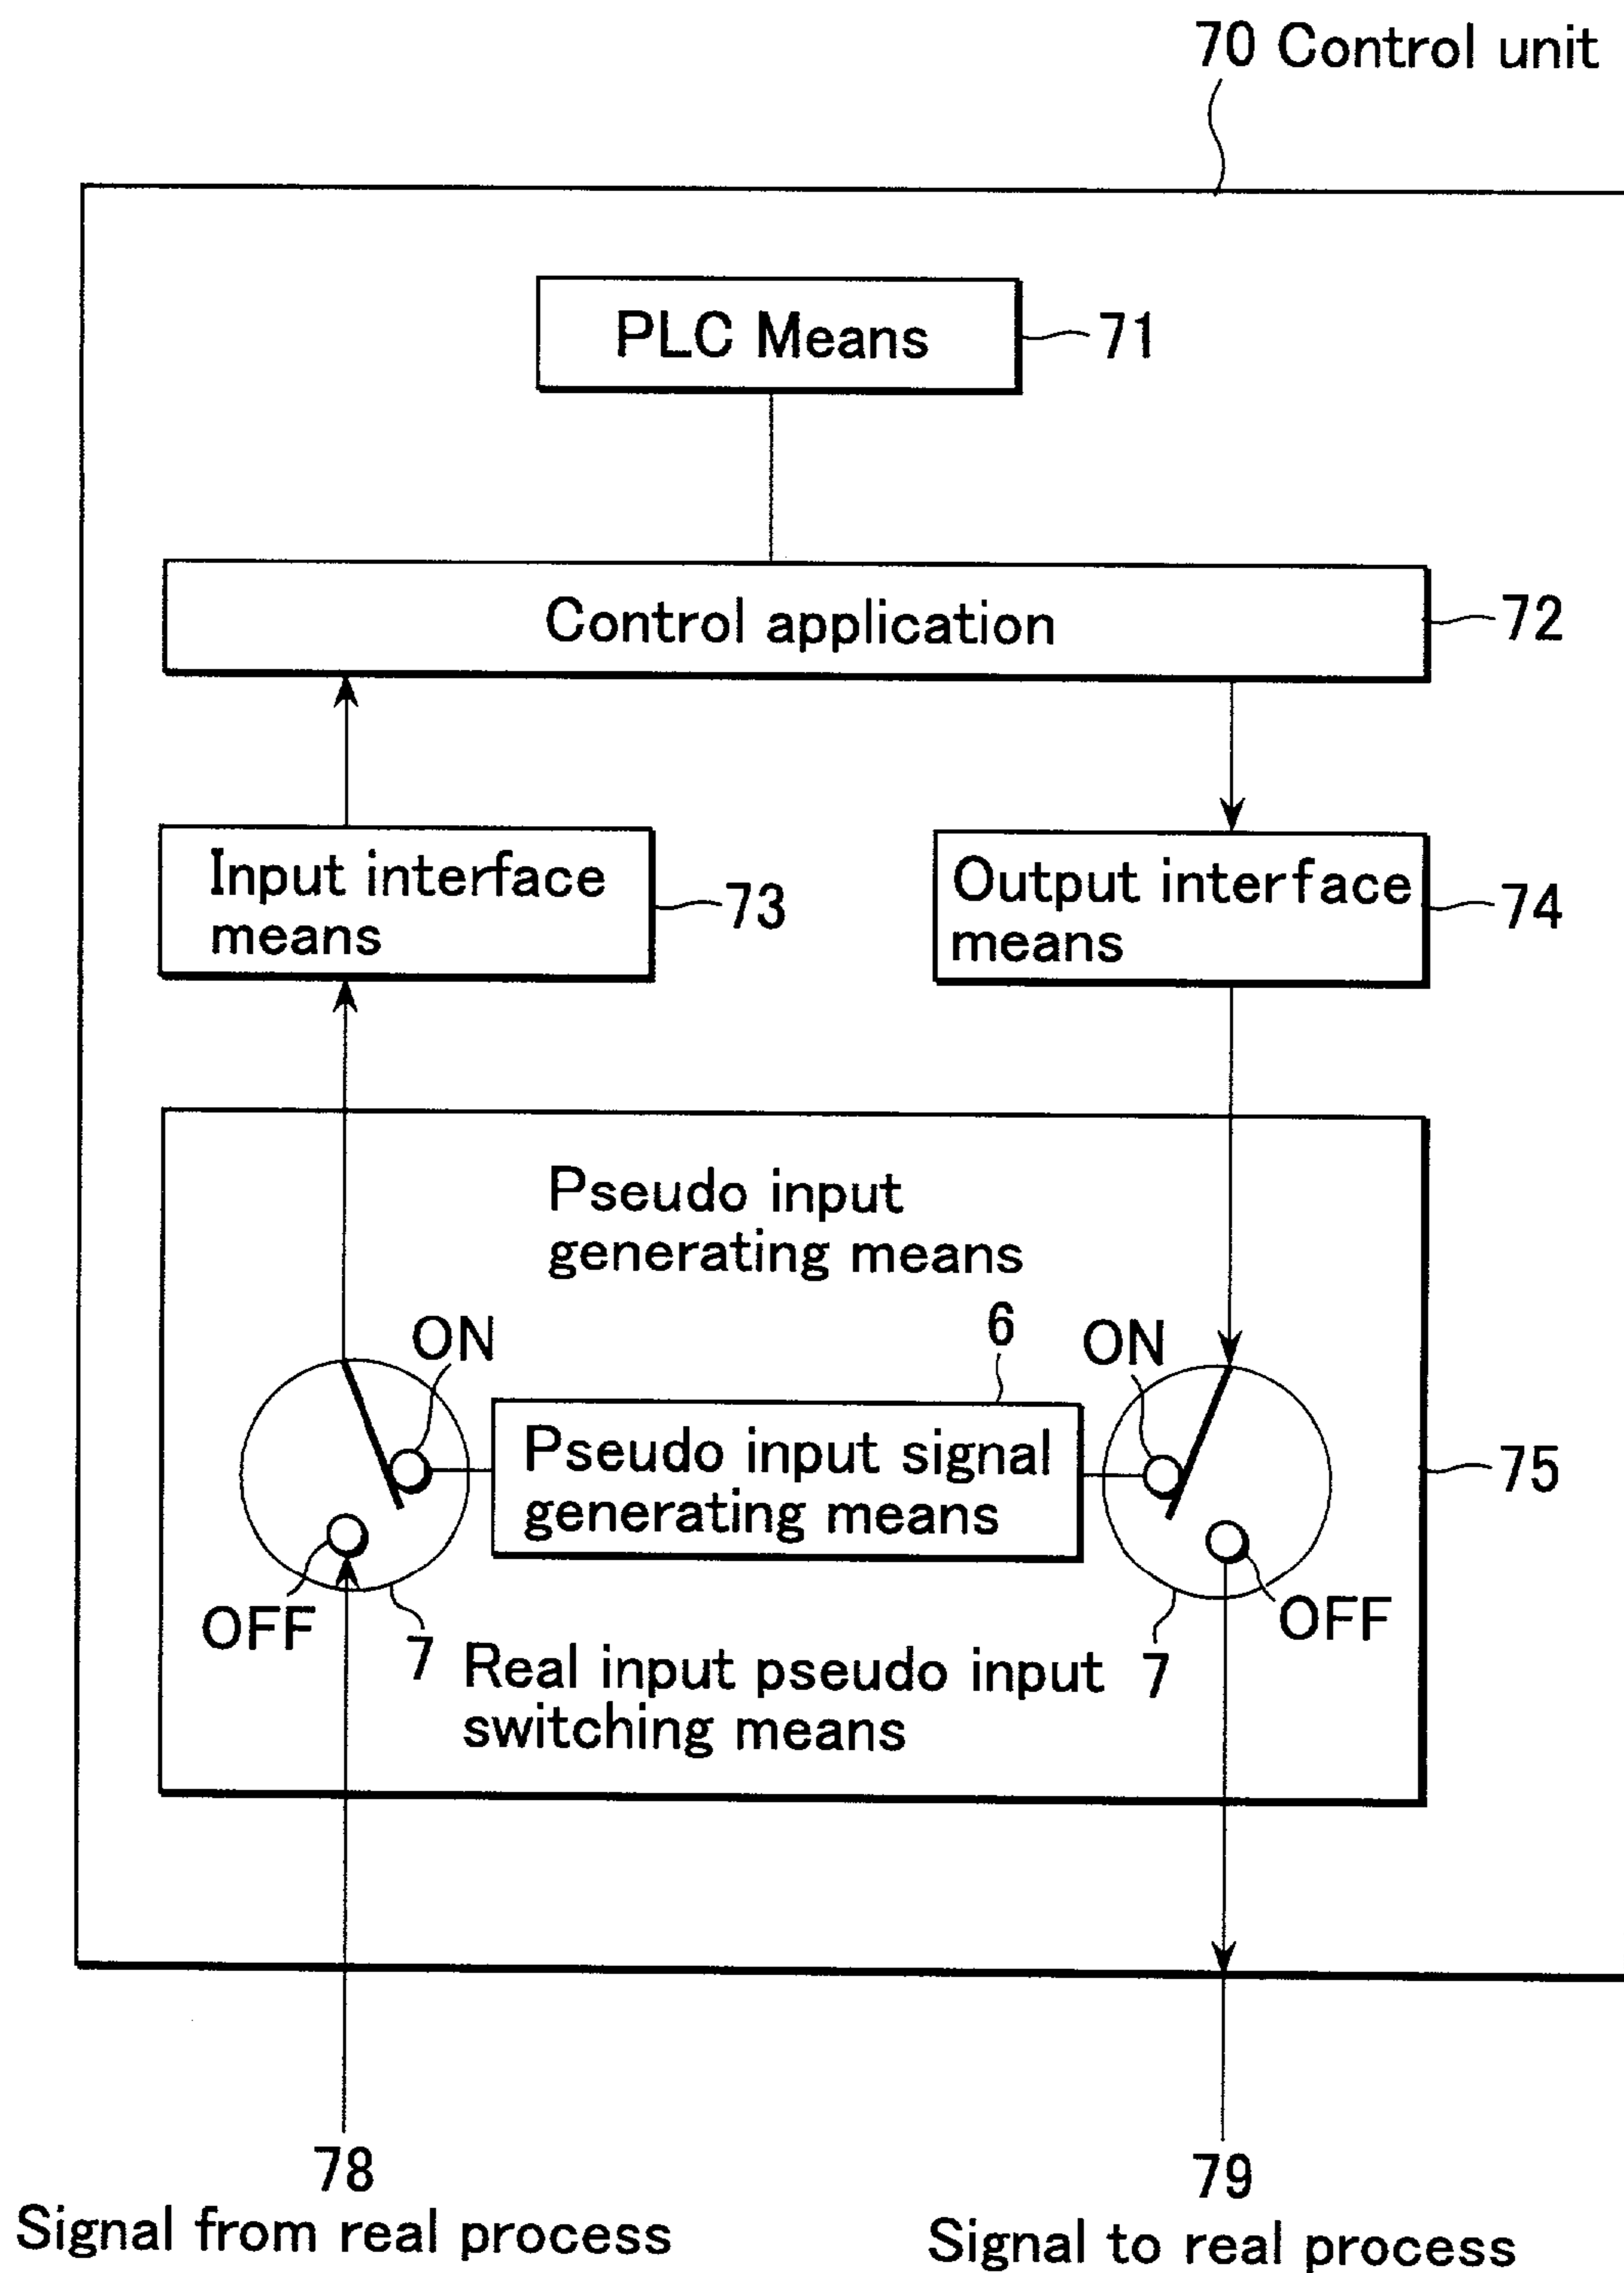 70 Control unit
PLC Means
71
Control application
72
Input interface
means
73
Output interface
means
74
Pseudo input
generating means
ON
6
ON
Pseudo input signal
generating means
75
OFF
OFF
7
Real input pseudo input
switching means
7
78
Signal from real process
79
Signal to real process